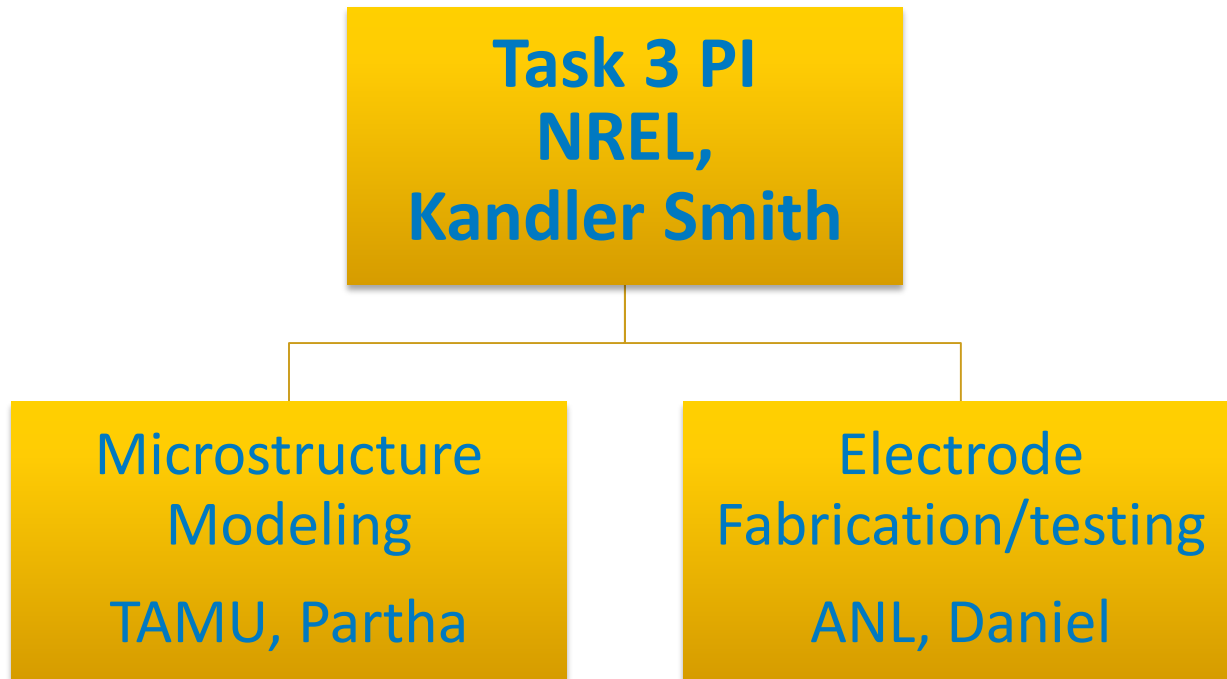 Task 3 PI
NREL,
Kandler Smith
Microstructure
Modeling
TAMU, Partha
Electrode
Fabrication/testing
ANL, Daniel